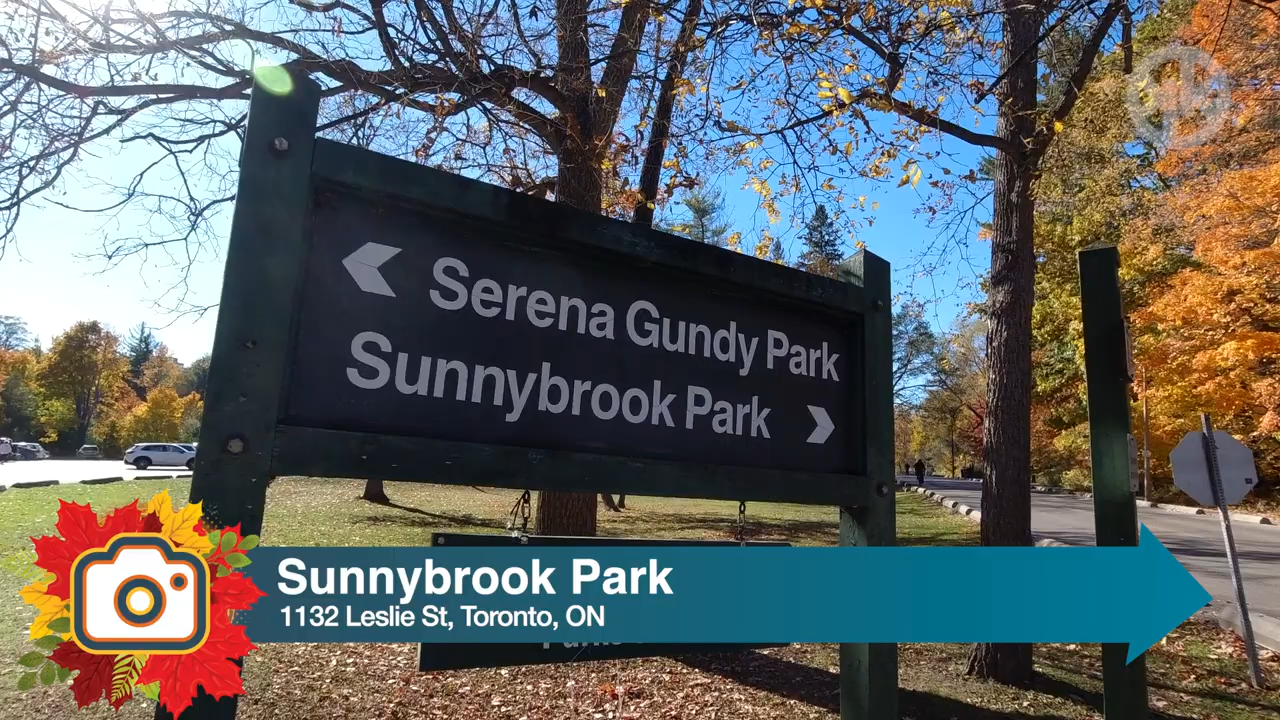 Serena Gundy Park
Sunnybrook Park
Sunnybrook Park
1132 Leslie St, Toronto, ON